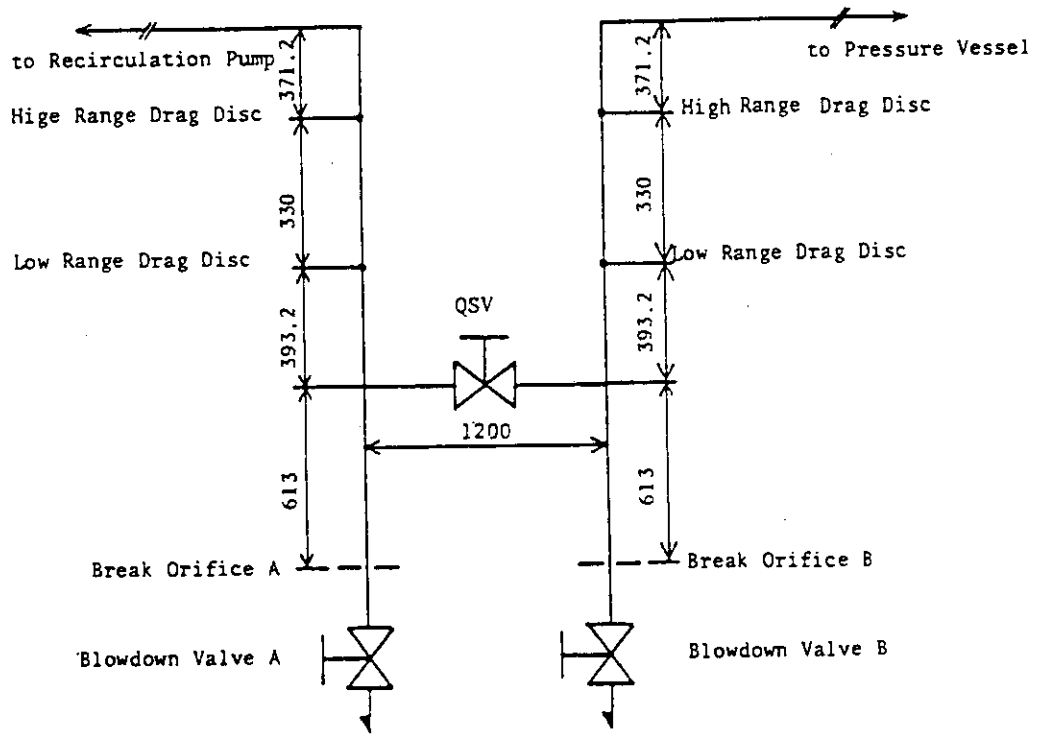 to Recirculation Pump
371.2
371.2
to Pressure Vessel
Hige Range Drag Disc
High Range Drag Disc
330
330
Low Range Drag Disc
Low Range Drag Disc
393.2
QSV
393.2
1200
613
613
Break Orifice A
Break Orifice B
Blowdown Valve A
Blowdown Valve B